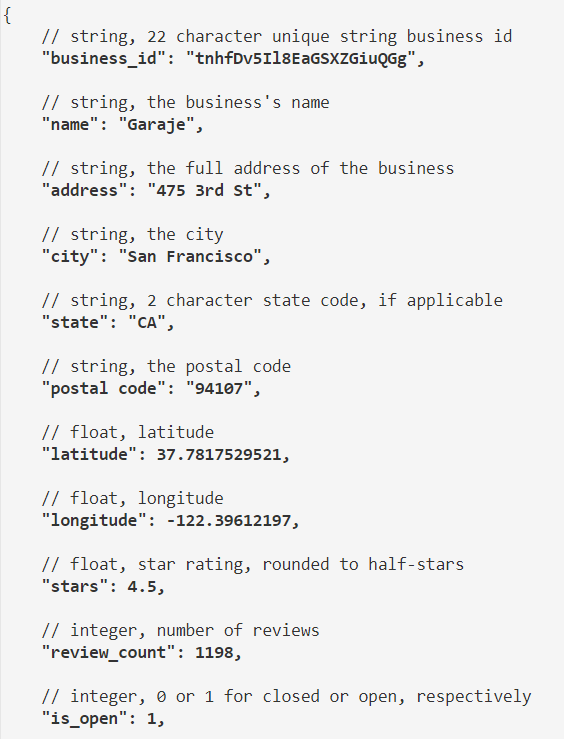 {
// string, 22 character unique string business id
"business_id": "tnhfDv5Il8EaGSXZGiuQGg",
// string, the business's name
"name": "Garaje",
// string, the full address of the business
"address": "475 3rd St",
// string, the city
"city": "San Francisco",
// string, 2 character state code, if applicable
"state": "CA",
// string, the postal code
"postal code": "94107",
// float, latitude
"latitude": 37.7817529521,
// float, longitude
"longitude": -122.39612197,
// float, star rating, rounded to half-stars
"stars": 4.5,
// integer, number of reviews
"review_count": 1198,
// integer, 0 or 1 for closed or open, respectively
"is_open": 1,